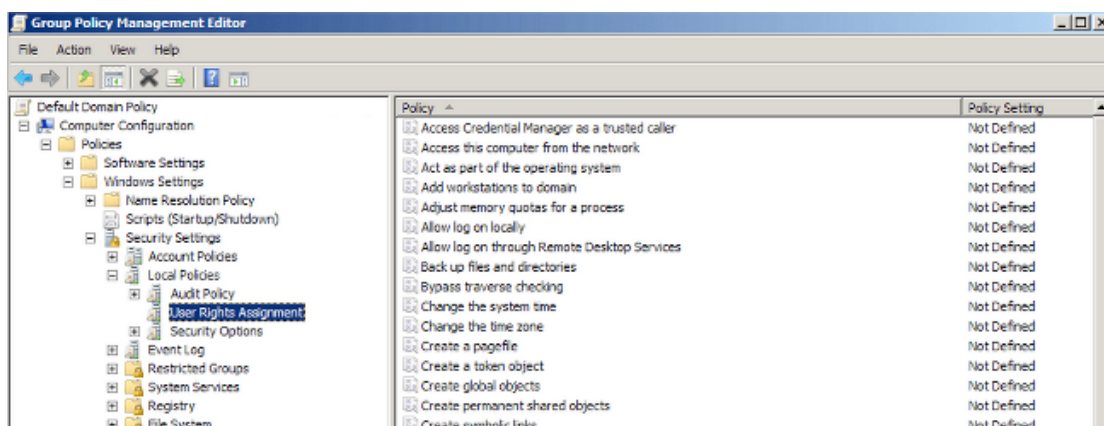 Group Policy Management Editor
File Action View Help
Default Domain Policy
Computer Configuration
Policies
Software Settings
Windows Settings
Name Resolution Policy
Scripts (Startup/Shutdown)
Security Settings
Account Policies
Local Policies
Audit Policy
User Rights Assignment
Security Options
Event Log
Restricted Groups
System Services
Registry
File System
Policy Policy Setting
Access Credential Manager as a trusted caller Not Defined
Access this computer from the network Not Defined
Act as part of the operating system Not Defined
Add workstations to domain Not Defined
Adjust memory quotas for a process Not Defined
Allow log on locally Not Defined
Allow log on through Remote Desktop Services Not Defined
Back up files and directories Not Defined
Bypass traverse checking Not Defined
Change the system time Not Defined
Change the time zone Not Defined
Create a pagefile Not Defined
Create a token object Not Defined
Create global objects Not Defined
Create permanent shared objects Not Defined
Create symbolic links Not Defined